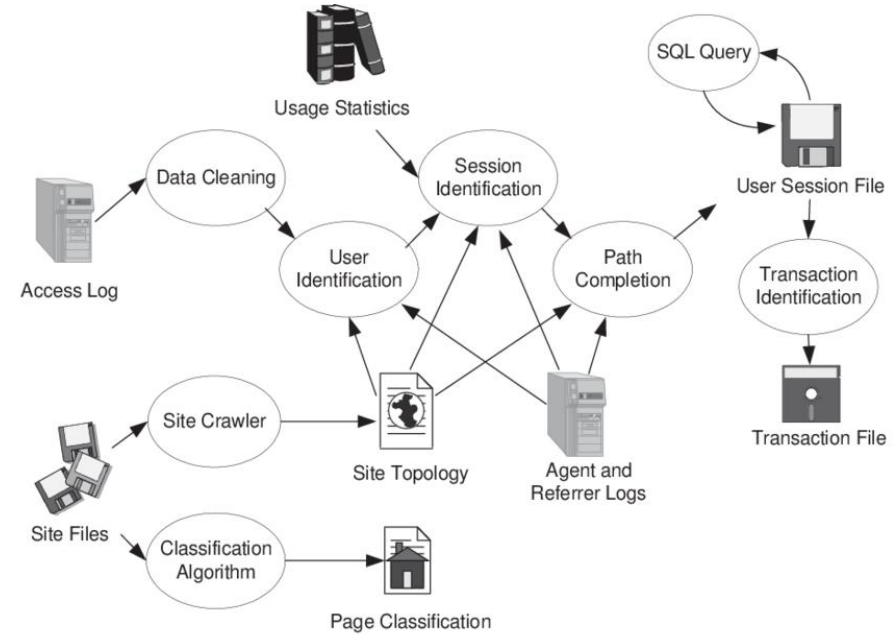 SQL Query
Usage Statistics
Data Cleaning
Session
Identification
User Session File
Access Log
User
Identification
Path
Completion
Transaction
Identification
Site Crawler
Site Topology
Agent and
Referrer Logs
Transaction File
Site Files
Classification
Algorithm
Page Classification